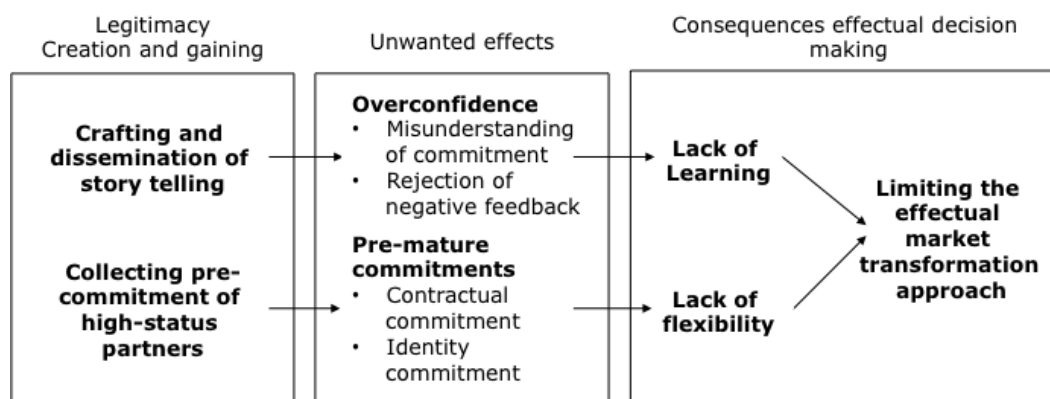 Legitimacy
Creation and gaining
Unwanted effects
Consequences effectual decision
making
Crafting and
dissemination of
story telling
Collecting pre-
commitment of
high-status
partners
Overconfidence
• Misunderstanding
of commitment
• Rejection of
negative feedback
Pre-mature
commitments
• Contractual
commitment
• Identity
commitment
Lack of
Learning
Lack of
flexibility
Limiting the
effectual
market
transformation
approach